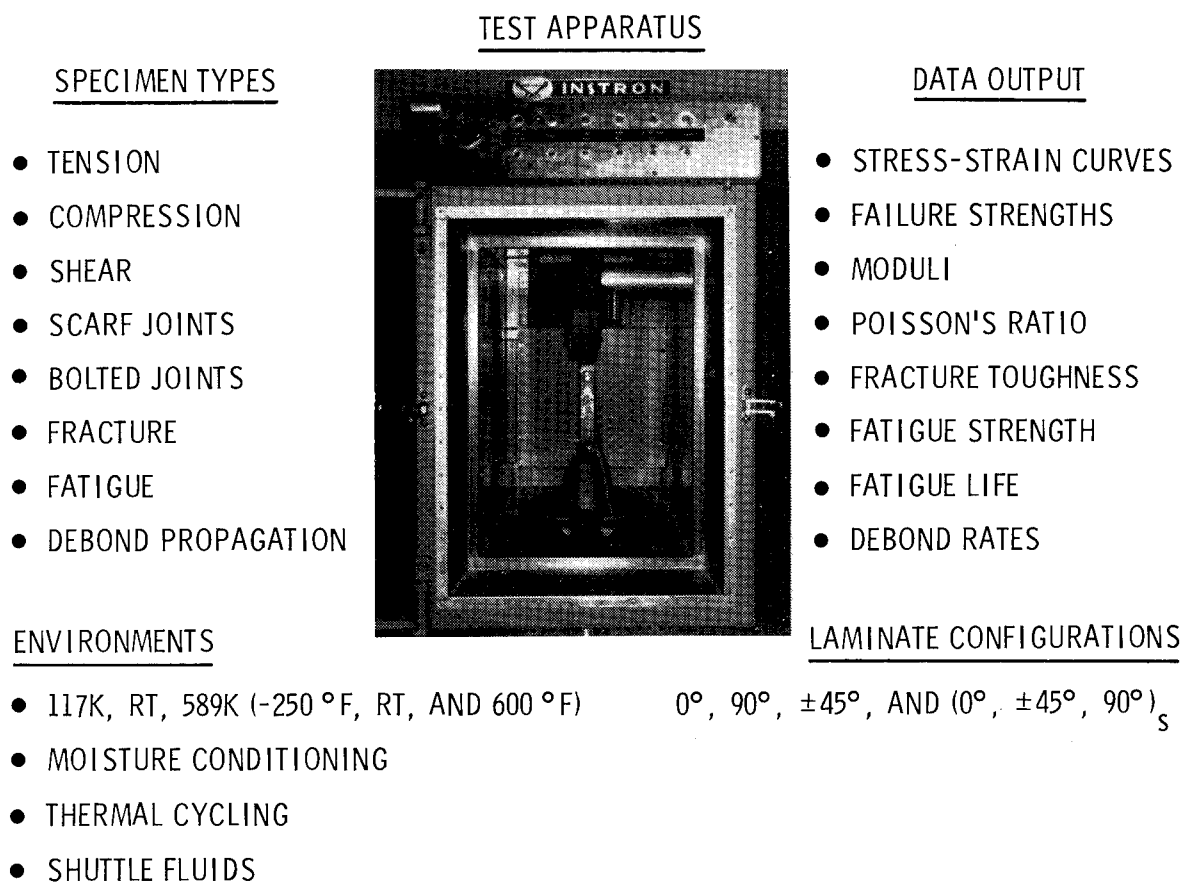 TEST APPARATUS
SPECIMEN TYPES
• TENSION
• COMPRESSION
• SHEAR
• SCARF JOINTS
• BOLTED JOINTS
• FRACTURE
• FATIGUE
• DEBOND PROPAGATION
INSTRON
DATA OUTPUT
• STRESS-STRAIN CURVES
• FAILURE STRENGTHS
• MODULI
• POISSON'S RATIO
• FRACTURE TOUGHNESS
• FATIGUE STRENGTH
• FATIGUE LIFE
• DEBOND RATES
ENVIRONMENTS
• 117K, RT, 589K (-250 °F, RT, AND 600 °F)
• MOISTURE CONDITIONING
• THERMAL CYCLING
• SHUTTLE FLUIDS
LAMINATE CONFIGURATIONS
0°, 90°, ±45°, AND (0°, ±45°, 90°)s